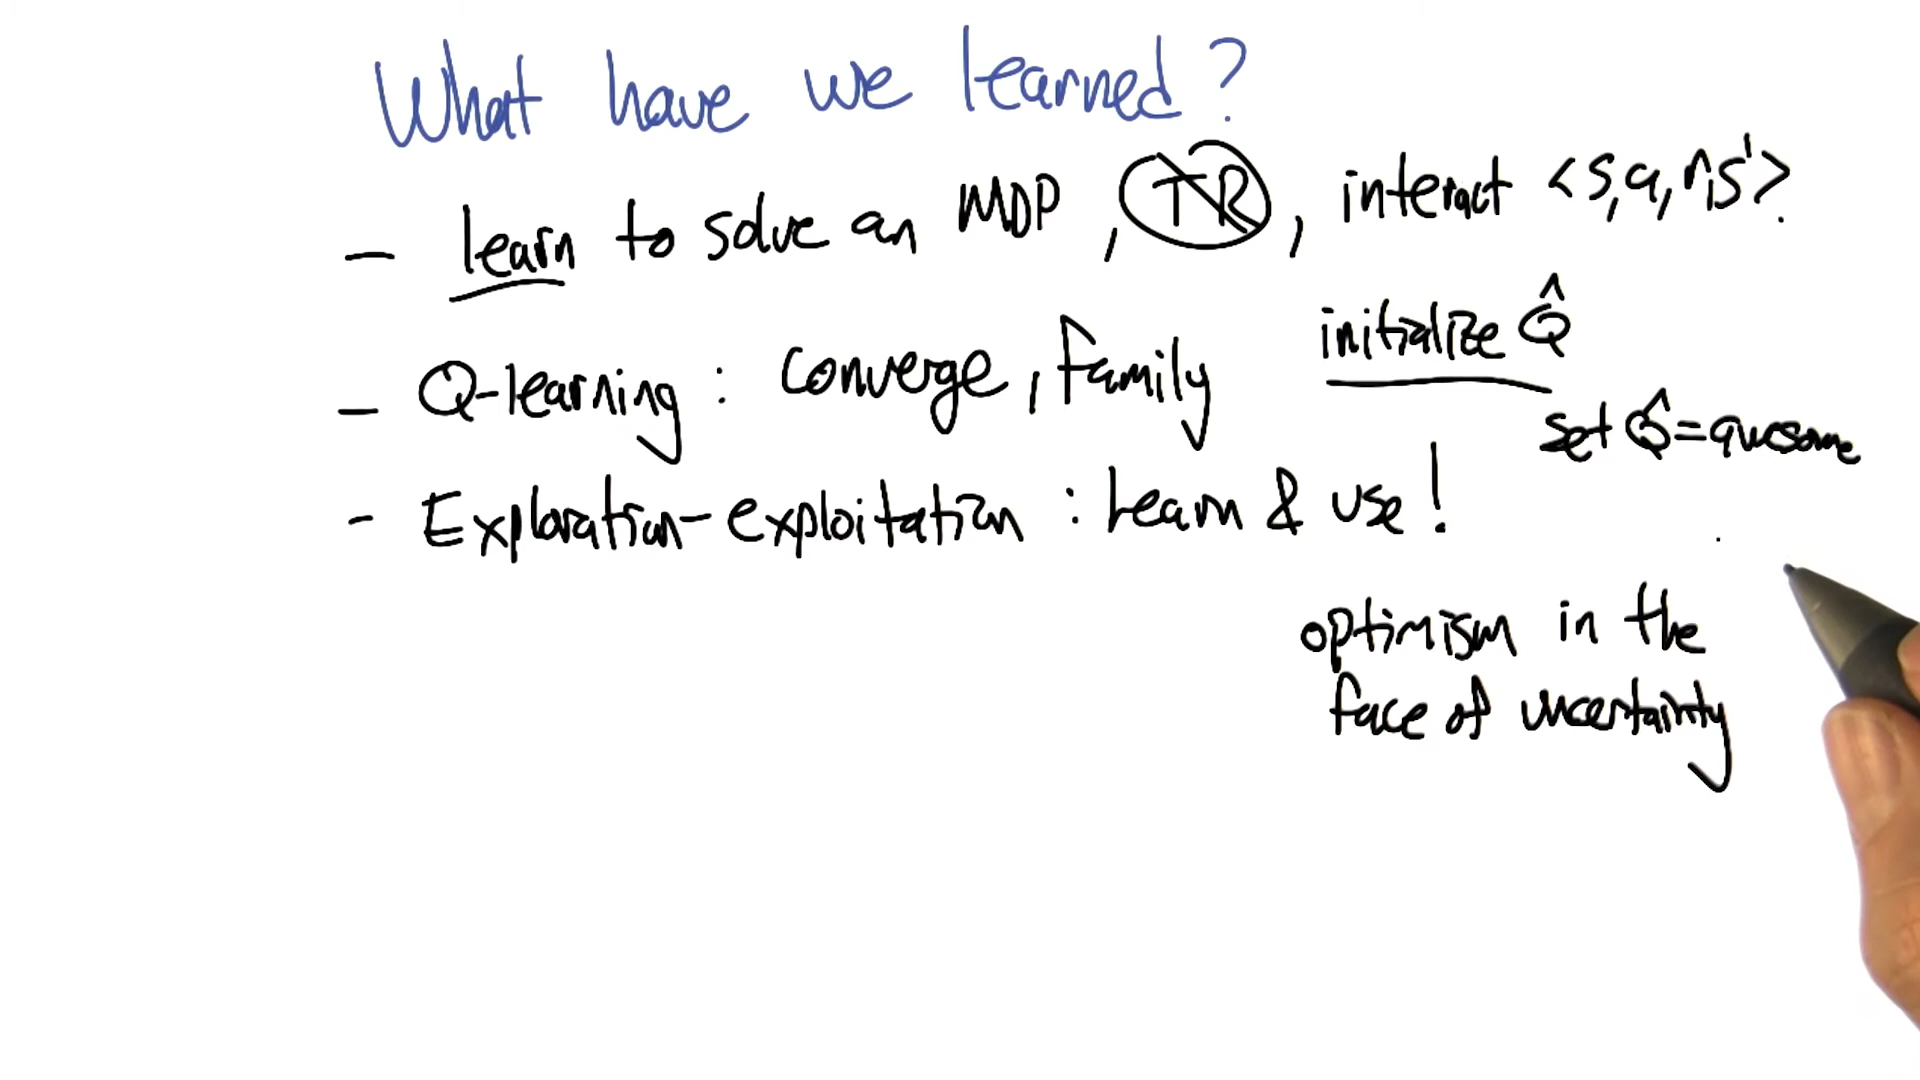 What have we learned?
- learn to solve an MDP, TR, interact <s,a,r,s'>.
- Q-learning: converge, family
initialize Q̂
set Q̂=awesome
- Exploration-exploitation: learn & use!
optimism in the
face of uncertainty